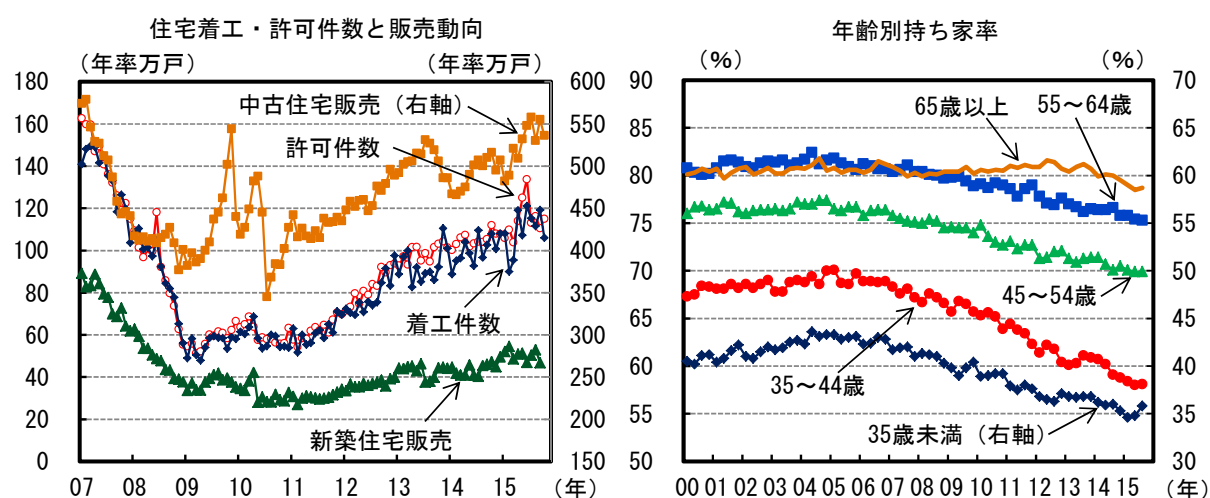 住宅着工・許可件数と販売動向
（年率万戸）
（年率万戸）
180
160
140
120
100
80
60
40
20
0
600
550
500
450
400
350
300
250
200
150
中古住宅販売（右軸）
許可件数
着工件数
新築住宅販売
07 08 09 10 11 12 13 14 15 （年）
年齢別持ち家率
（%）
（%）
90
85
80
75
70
65
60
55
50
70
65
60
55
50
45
40
35
30
65歳以上
55～64歳
45～54歳
35～44歳
35歳未満（右軸）
00 01 02 03 04 05 06 07 08 09 10 11 12 13 14 15 （年）